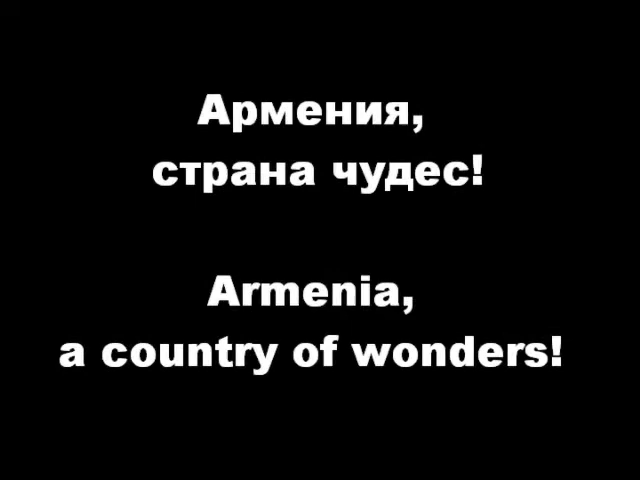 Армения,
страна чудес!
Armenia,
a country of wonders!